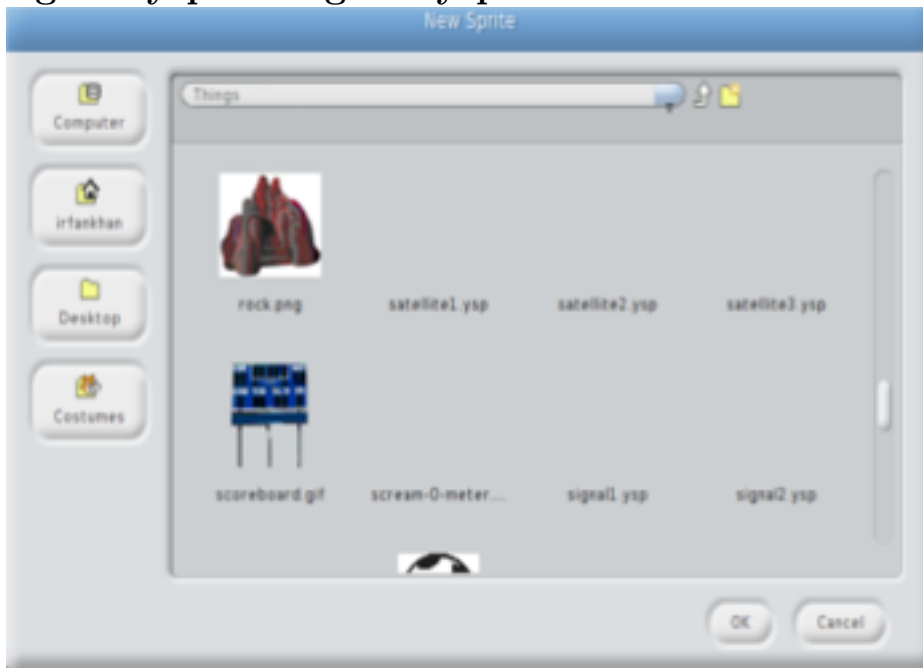 New Sprite
Computer
Things
irfankhan
Desktop
Costumes
rock.png satellite1.ysp satellite2.ysp satellite3.ysp
scoreboard.gif scream-0-meter... signal1.ysp signal2.ysp
OK Cancel